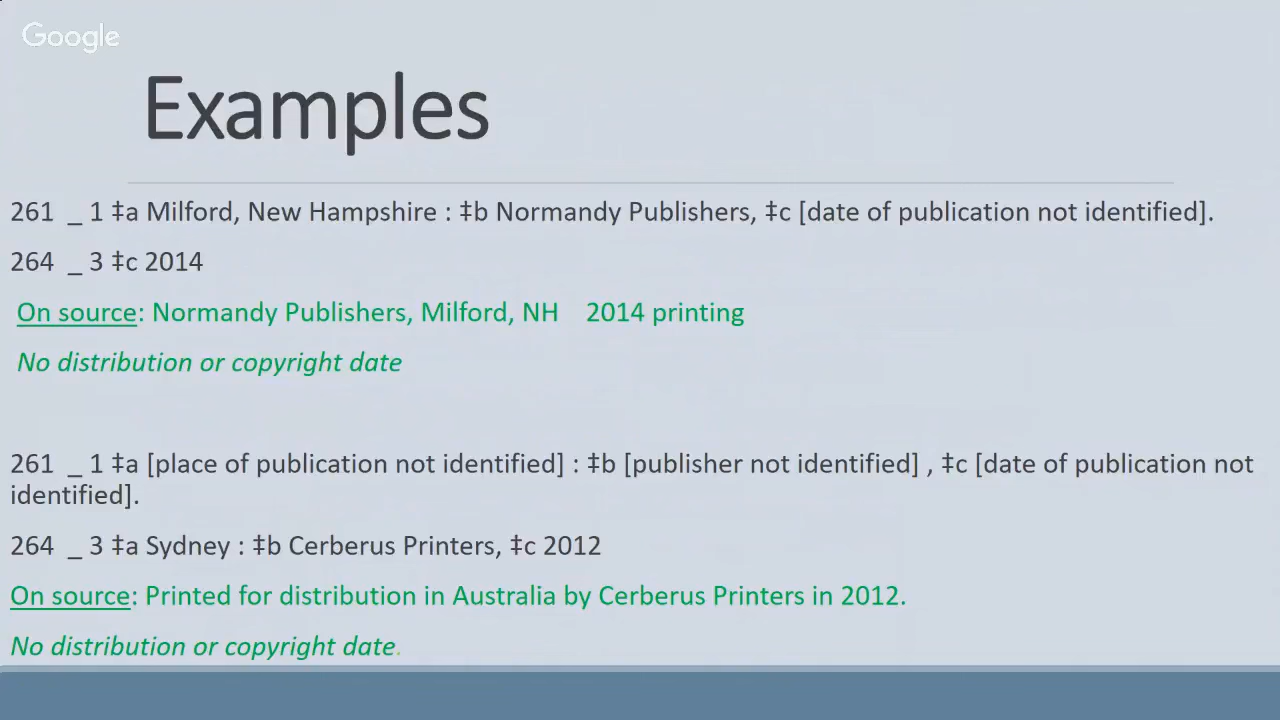 Google
Examples
261 _ 1 ‡a Milford, New Hampshire : ‡b Normandy Publishers, ‡c [date of publication not identified].
264 _ 3 ‡c 2014
On source: Normandy Publishers, Milford, NH 2014 printing
No distribution or copyright date
261 _ 1 ‡a [place of publication not identified] : ‡b [publisher not identified] , ‡c [date of publication not
identified].
264 _ 3 ‡a Sydney : ‡b Cerberus Printers, ‡c 2012
On source: Printed for distribution in Australia by Cerberus Printers in 2012.
No distribution or copyright date.